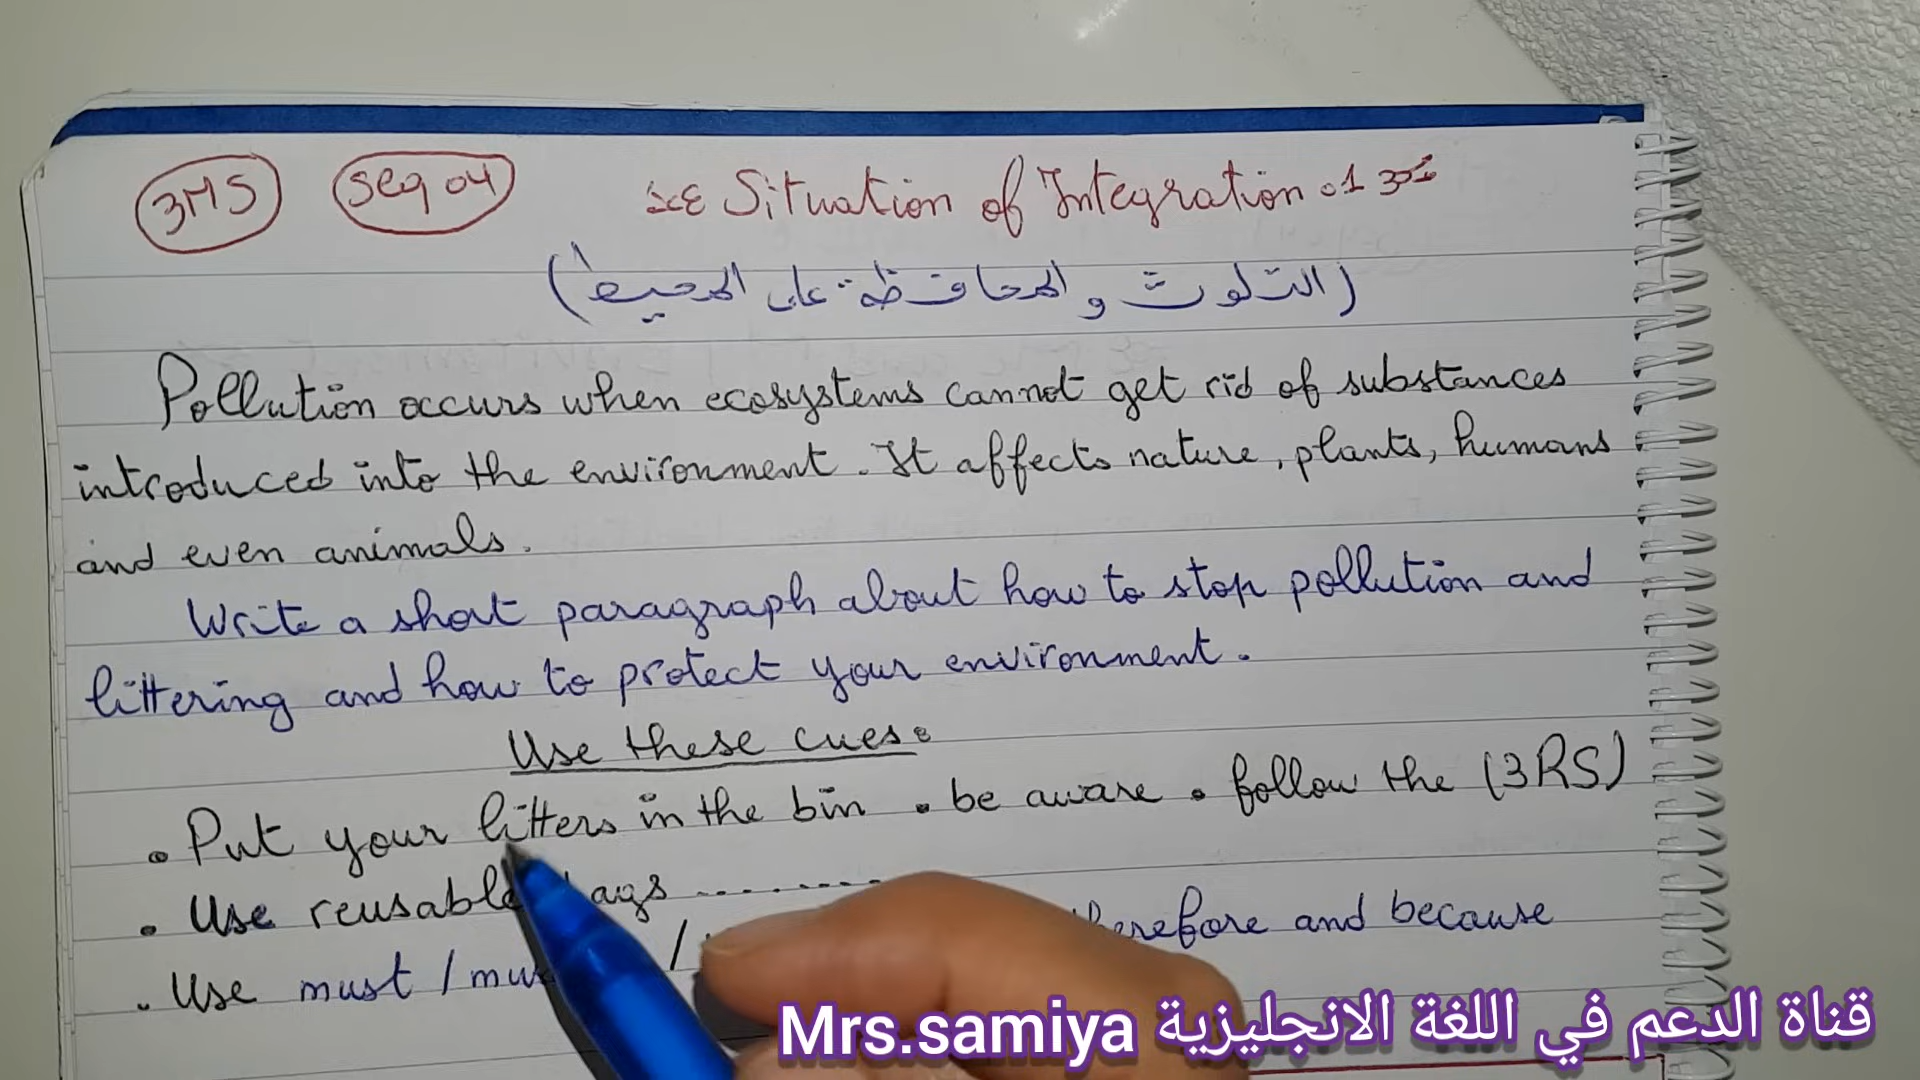 3MS Seq 04 Situation of Integration 01
(التلوث والمحافظة على المحيط)
Pollution occurs when ecosystems cannot get rid of substances
introduced into the environment. It affects nature, plants, humans
and even animals.
Write a short paragraph about how to stop pollution and
littering and how to protect your environment.
Use these cues:
• Put your litters in the bin • be aware • follow the (3RS)
• Use reusable bags ........
• Use must / / and because
Mrs.samiya قناة الدعم في اللغة الانجليزية